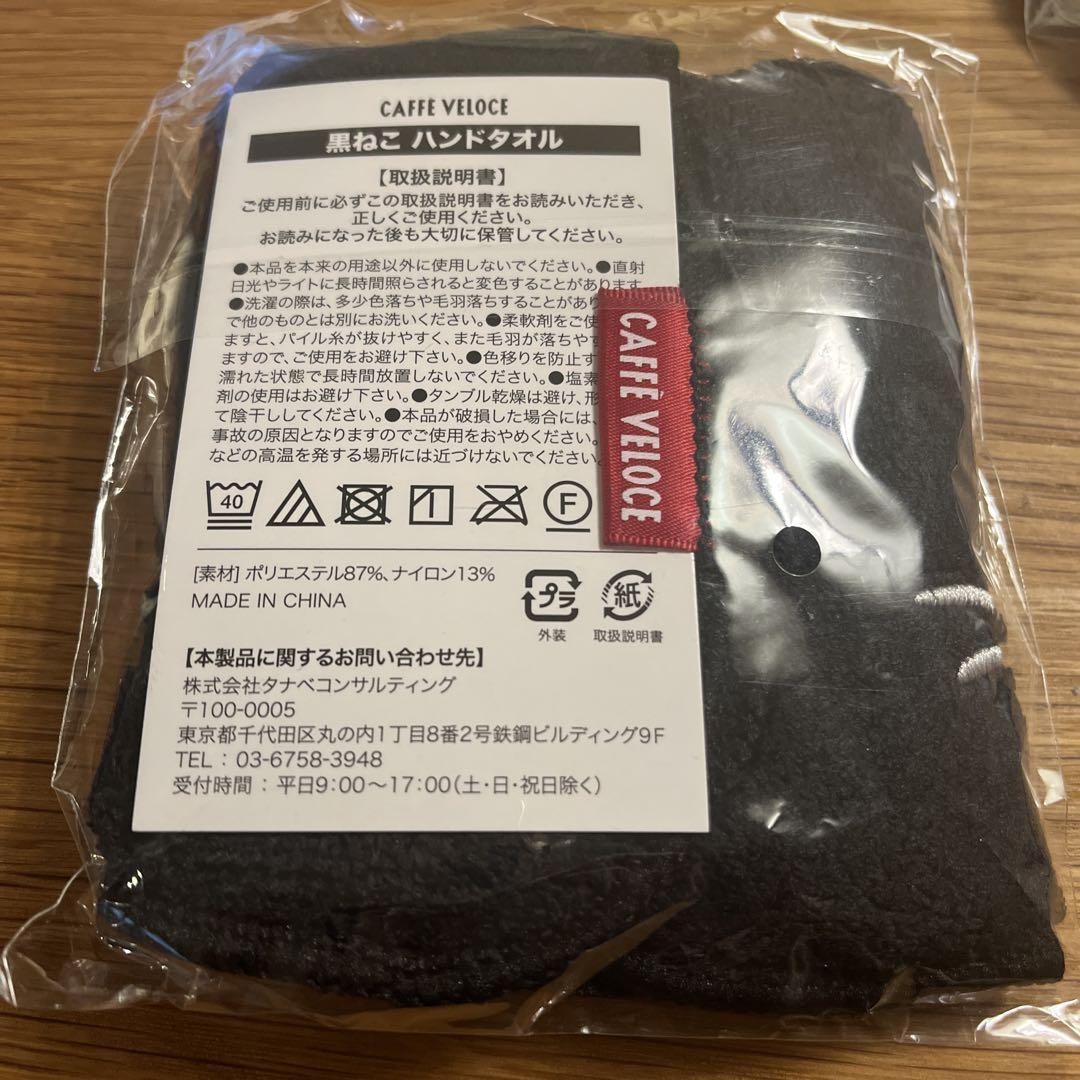 CAFFÈ VELOCE
黒ねこ ハンドタオル
【取扱説明書】
ご使用前に必ずこの取扱説明書をお読みいただき、
正しくご使用ください。
お読みになった後も大切に保管してください。
●本品を本来の用途以外に使用しないでください。●直射
日光やライトに長時間照らされると変色することがあります。
●洗濯の際は、多少色落ちや毛羽落ちすることがあり
で他のものとは別にお洗いください。●柔軟剤をご使
ますと、パイル糸が抜けやすく、また毛羽が落ちやす
ますので、ご使用をお避け下さい。●色移りを防止す
濡れた状態で長時間放置しないでください。●塩素
剤の使用はお避け下さい。●タンブル乾燥は避け、形
て陰干ししてください。●本品が破損した場合には、
事故の原因となりますのでご使用をおやめください。
などの高温を発する場所には近づけないでください。
40 1 F
[素材] ポリエステル87%、ナイロン13%
MADE IN CHINA
プラ 紙
外装 取扱説明書
【本製品に関するお問い合わせ先】
株式会社タナベコンサルティング
〒100-0005
東京都千代田区丸の内1丁目8番2号鉄鋼ビルディング9F
TEL : 03-6758-3948
受付時間 : 平日9:00〜17:00(土・日・祝日除く)
CAFFÈ VELOCE